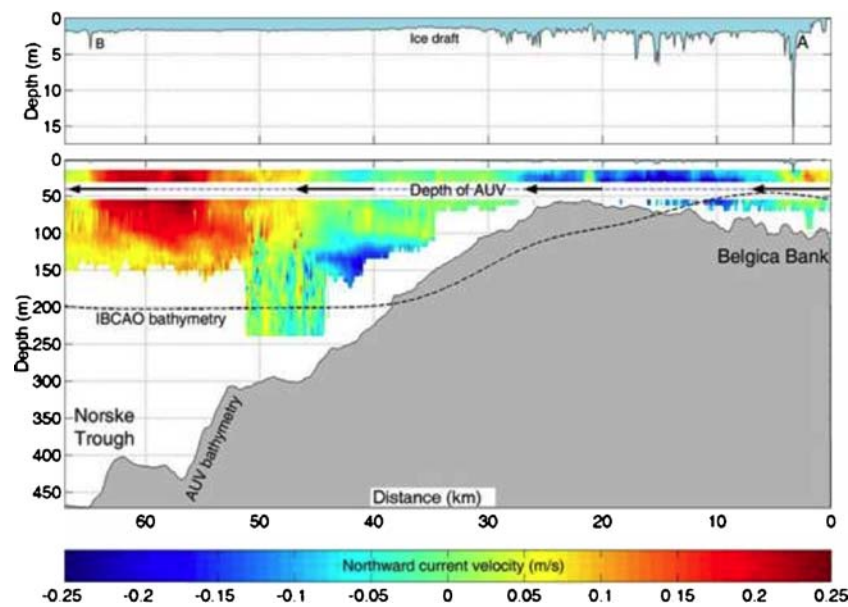 Depth (m)
0
5
10
15
B
Ice draft
A
Depth (m)
0
50
100
150
200
250
300
350
400
450
Depth of AUV
Belgica Bank
IBCAO bathymetry
Norske
Trough
AUV bathymetry
Distance (km)
60 50 40 30 20 10 0
Northward current velocity (m/s)
-0.25 -0.2 -0.15 -0.1 -0.05 0 0.05 0.1 0.15 0.2 0.25